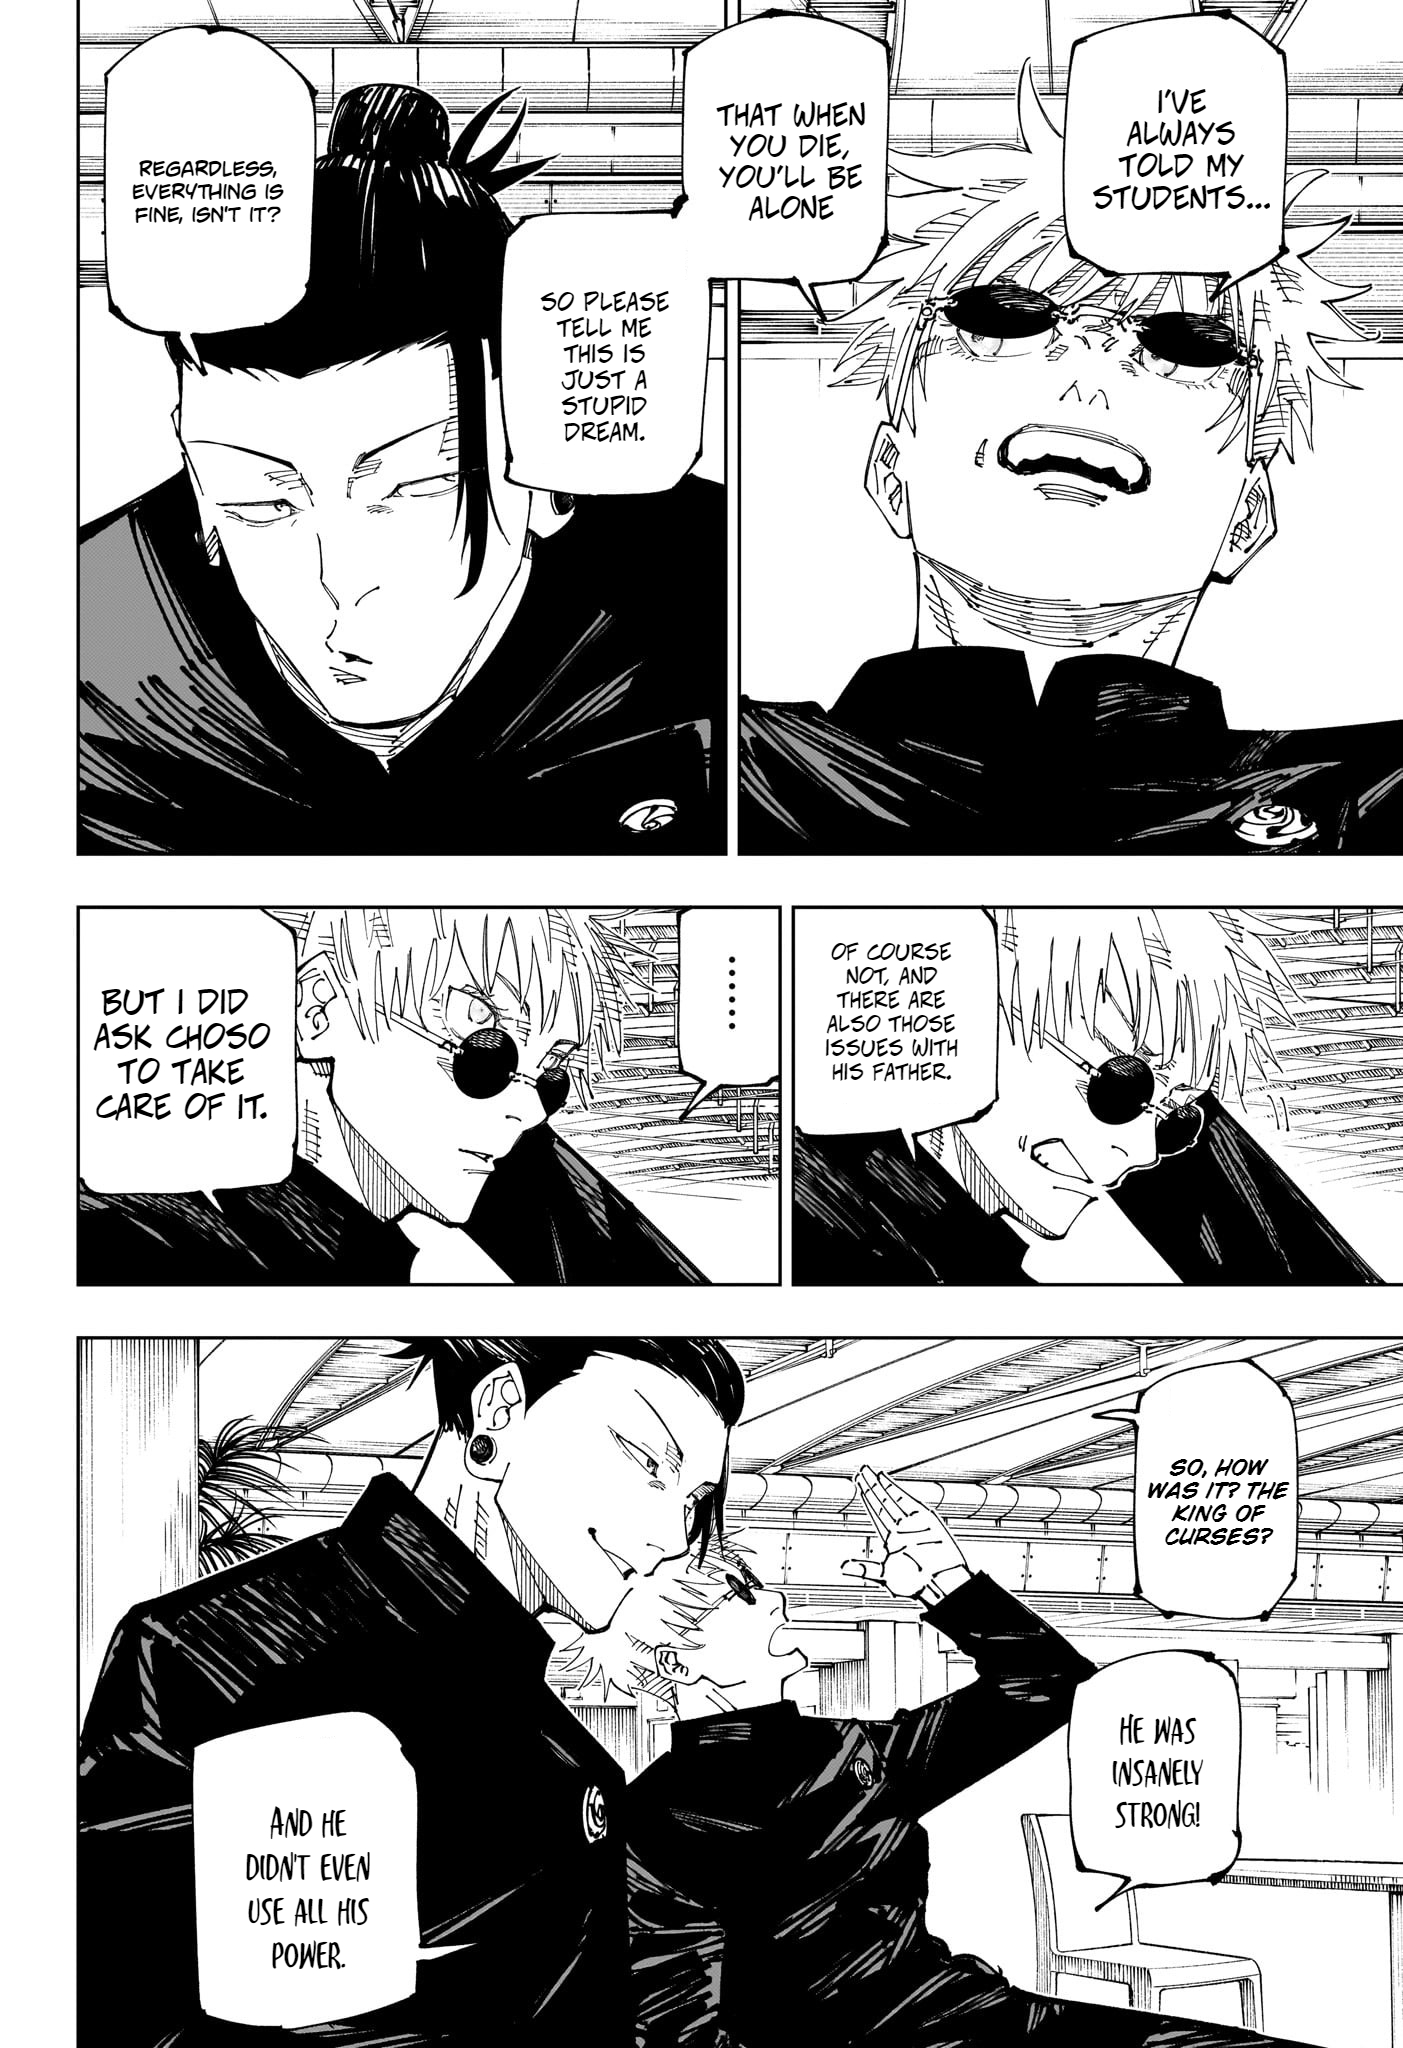 I'VE
ALWAYS
TOLD MY
STUDENTS...
THAT WHEN
YOU DIE,
YOU'LL BE
ALONE
SO PLEASE
TELL ME
THIS IS
JUST A
STUPID
DREAM.
REGARDLESS,
EVERYTHING IS
FINE, ISN'T IT?
OF COURSE
NOT, AND
THERE ARE
ALSO THOSE
ISSUES WITH
HIS FATHER.
......
BUT I DID
ASK CHOSO
TO TAKE
CARE OF IT.
SO, HOW
WAS IT? THE
KING OF
CURSES?
HE WAS
INSANELY
STRONG!
AND HE
DIDN'T EVEN
USE ALL HIS
POWER.